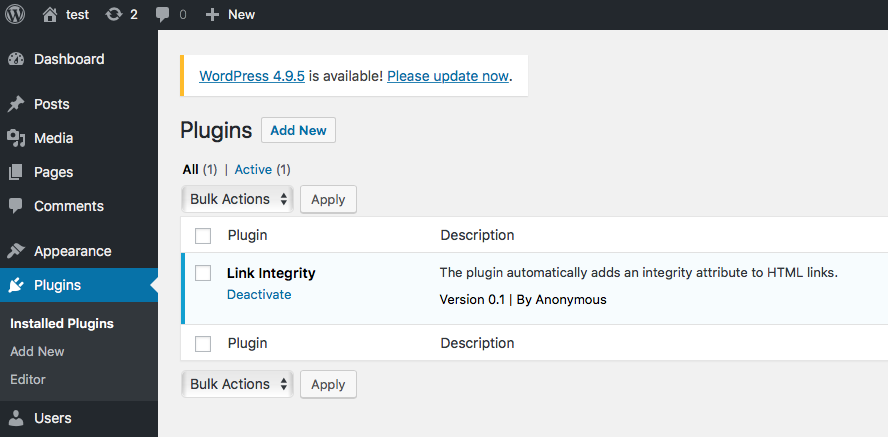 test 2 0 New
Dashboard
Posts
Media
Pages
Comments
Appearance
Plugins
Installed Plugins
Add New
Editor
Users
WordPress 4.9.5 is available! Please update now.
Plugins Add New
All (1) | Active (1)
Bulk Actions Apply
Plugin Description
Link Integrity The plugin automatically adds an integrity attribute to HTML links.
Deactivate Version 0.1 | By Anonymous
Plugin Description
Bulk Actions Apply